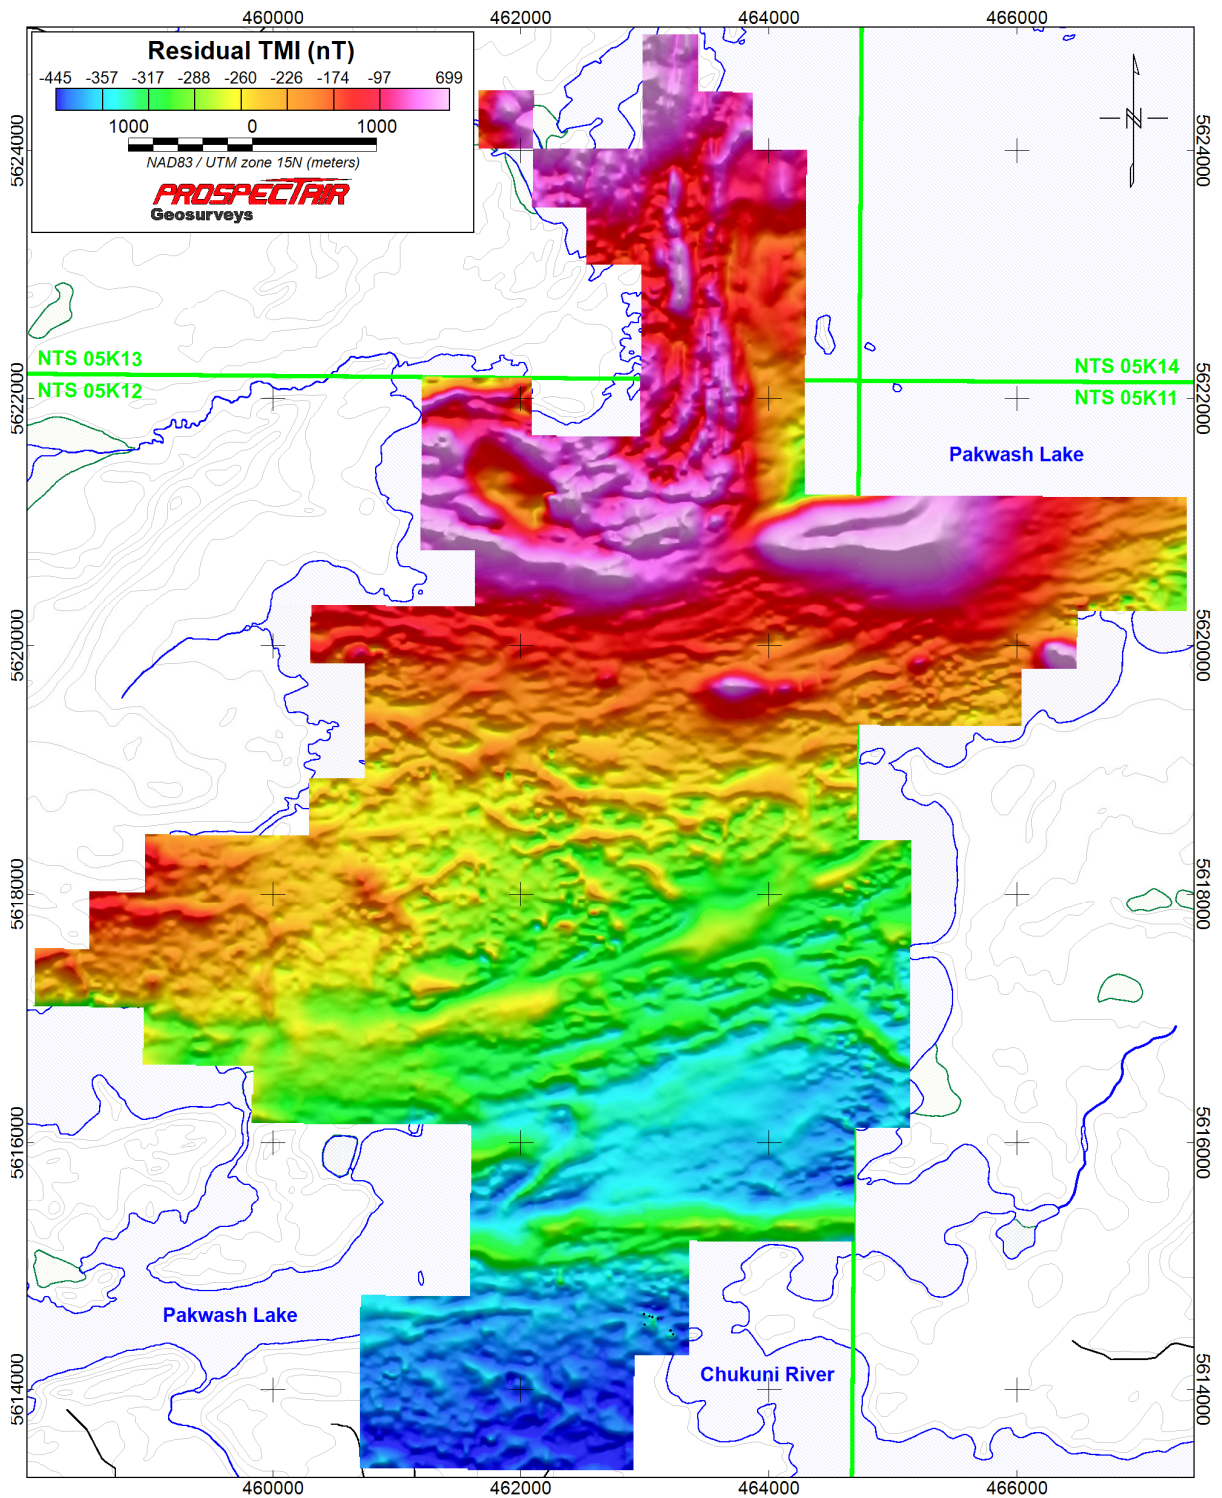 460000 462000 464000 466000
Residual TMI (nT)
-445 -357 -317 -288 -260 -226 -174 -97 699
1000 0 1000
NAD83 / UTM zone 15N (meters)
PROSPECTAIR
Geosurveys
N
5624000 5624000
NTS 05K13 NTS 05K14
NTS 05K12 NTS 05K11
5622000 5622000
Pakwash Lake
5620000 5620000
5618000 5618000
5616000 5616000
Pakwash Lake
Chukuni River
5614000 5614000
460000 462000 464000 466000